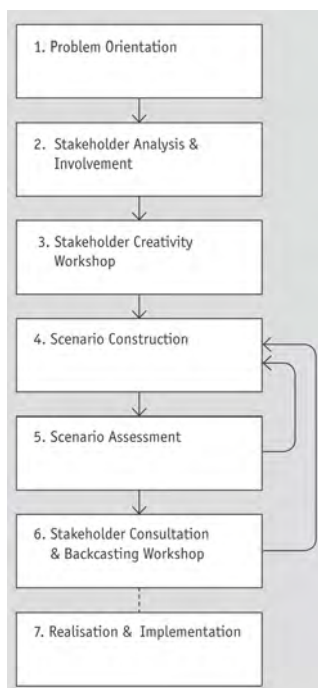 1. Problem Orientation
2. Stakeholder Analysis &
Involvement
3. Stakeholder Creativity
Workshop
4. Scenario Construction
5. Scenario Assessment
6. Stakeholder Consultation
& Backcasting Workshop
7. Realisation & Implementation